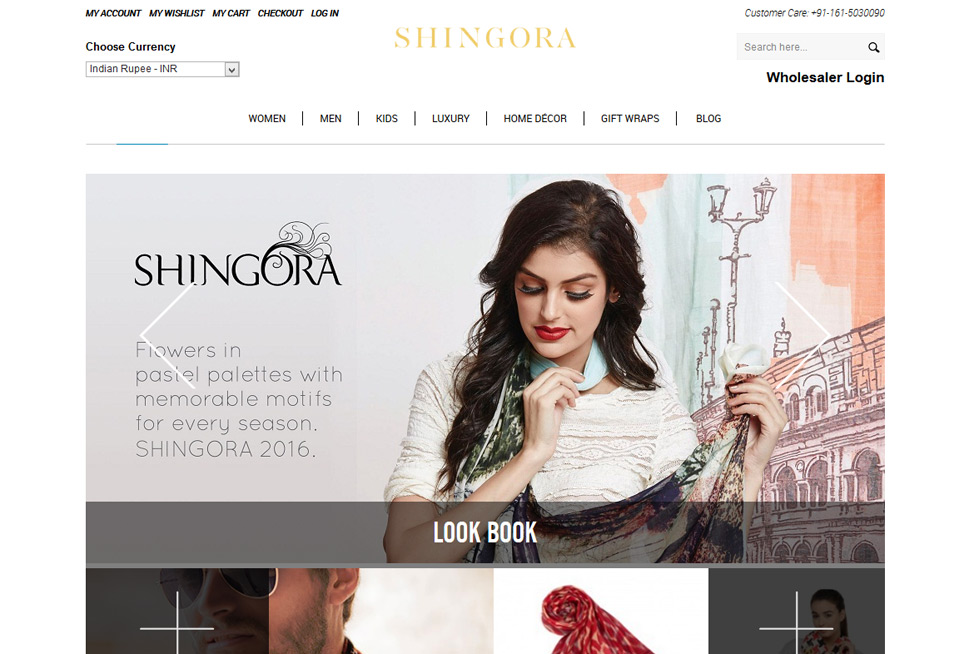 MY ACCOUNT MY WISHLIST MY CART CHECKOUT LOG IN
Customer Care: +91-161-5030090
SHINGORA
Choose Currency
Search here...
Indian Rupee - INR
Wholesaler Login
WOMEN MEN KIDS LUXURY HOME DÉCOR GIFT WRAPS BLOG
SHINGORA
Flowers in
pastel palettes with
memorable motifs
for every season.
SHINGORA 2016.
LOOK BOOK